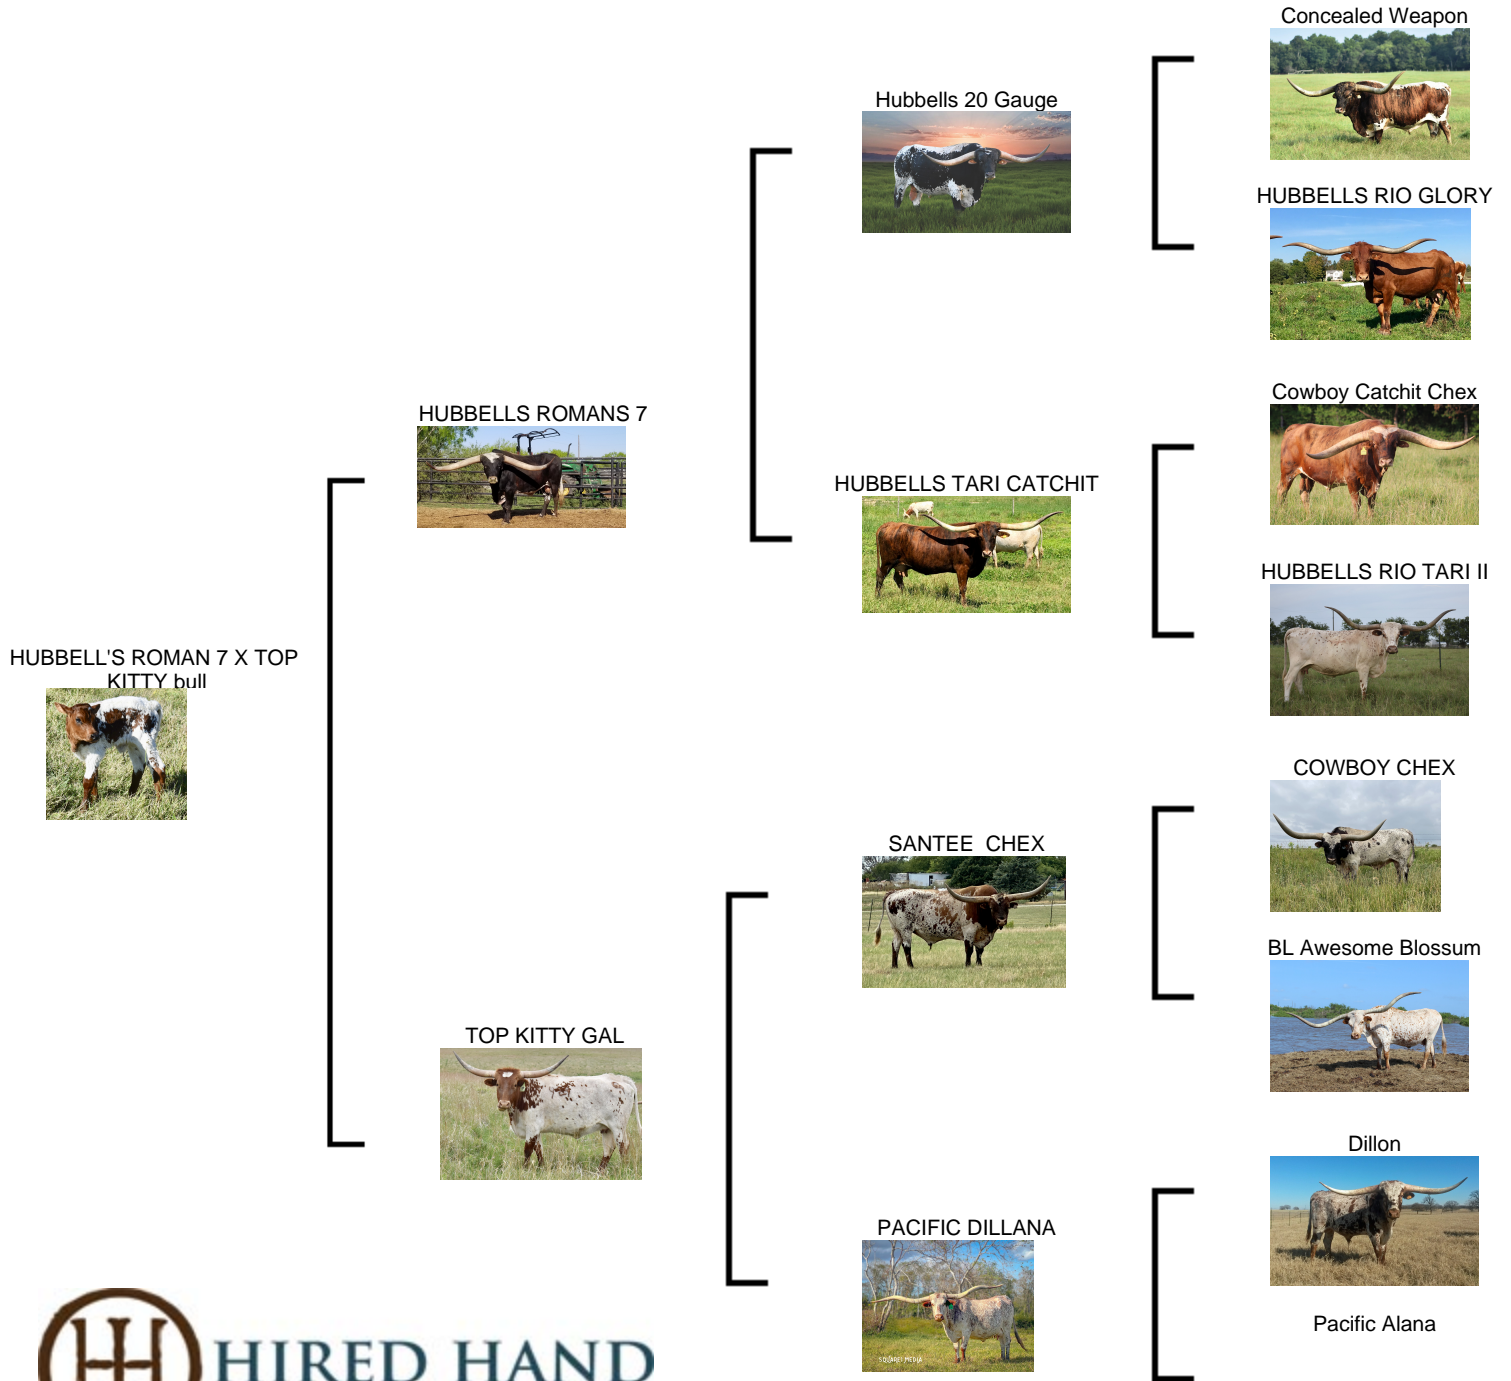 Concealed Weapon
Hubbells 20 Gauge
HUBBELLS RIO GLORY
Cowboy Catchit Chex
HUBBELLS ROMANS 7
HUBBELLS TARI CATCHIT
HUBBELLS RIO TARI II
HUBBELL'S ROMAN 7 X TOP
KITTY bull
COWBOY CHEX
SANTEE  CHEX
BL Awesome Blossum
TOP KITTY GAL
Dillon
PACIFIC DILLANA
Pacific Alana
SQUARE1 MEDIA
HIRED HAND